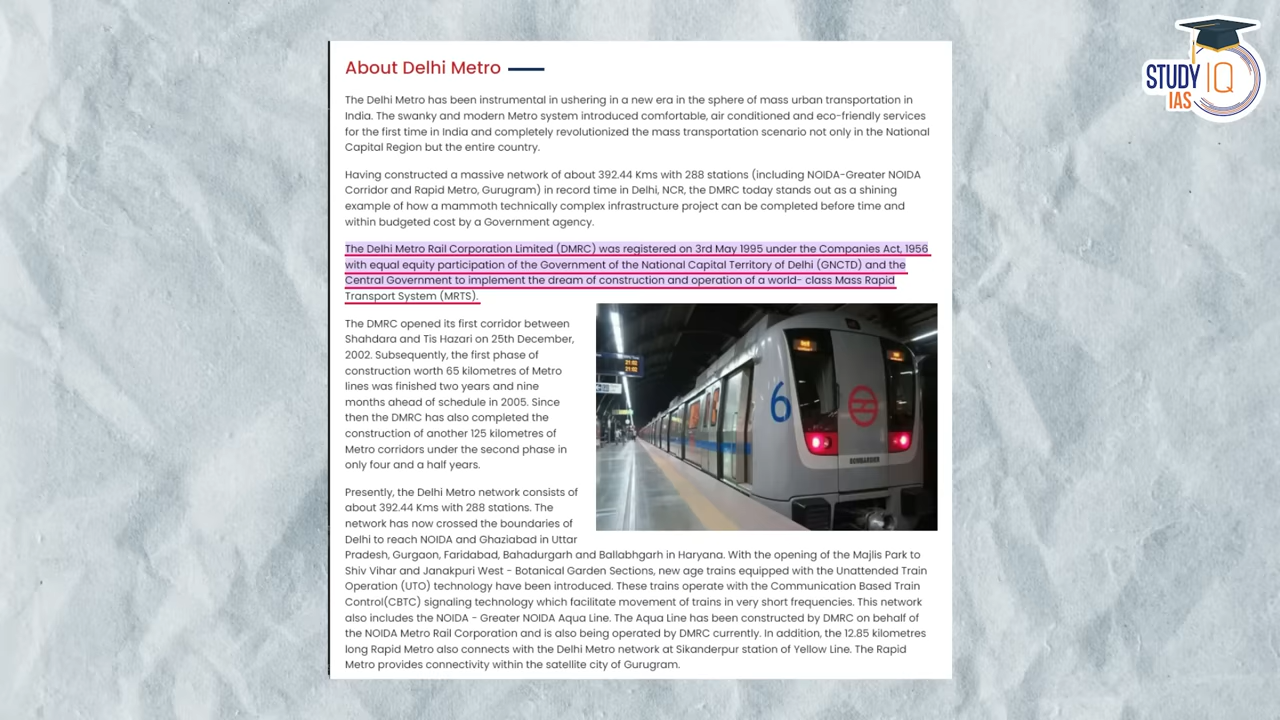 STUDY IQ
IAS
About Delhi Metro
The Delhi Metro has been instrumental in ushering in a new era in the sphere of mass urban transportation in
India. The swanky and modern Metro system introduced comfortable, air conditioned and eco-friendly services
for the first time in India and completely revolutionized the mass transportation scenario not only in the National
Capital Region but the entire country.
Having constructed a massive network of about 392.44 Kms with 288 stations (including NOIDA-Greater NOIDA
Corridor and Rapid Metro, Gurugram) in record time in Delhi, NCR, the DMRC today stands out as a shining
example of how a mammoth technically complex infrastructure project can be completed before time and
within budgeted cost by a Government agency.
The Delhi Metro Rail Corporation Limited (DMRC) was registered on 3rd May 1995 under the Companies Act, 1956
with equal equity participation of the Government of the National Capital Territory of Delhi (GNCTD) and the
Central Government to implement the dream of construction and operation of a world- class Mass Rapid
Transport System (MRTS).
The DMRC opened its first corridor between
Shahdara and Tis Hazari on 25th December,
2002. Subsequently, the first phase of
construction worth 65 kilometres of Metro
lines was finished two years and nine
months ahead of schedule in 2005. Since
then the DMRC has also completed the
construction of another 125 kilometres of
Metro corridors under the second phase in
only four and a half years.
6
BOMBARDIER
Presently, the Delhi Metro network consists of
about 392.44 Kms with 288 stations. The
network has now crossed the boundaries of
Delhi to reach NOIDA and Ghaziabad in Uttar
Pradesh, Gurgaon, Faridabad, Bahadurgarh and Ballabhgarh in Haryana. With the opening of the Majlis Park to
Shiv Vihar and Janakpuri West - Botanical Garden Sections, new age trains equipped with the Unattended Train
Operation (UTO) technology have been introduced. These trains operate with the Communication Based Train
Control(CBTC) signaling technology which facilitate movement of trains in very short frequencies. This network
also includes the NOIDA - Greater NOIDA Aqua Line. The Aqua Line has been constructed by DMRC on behalf of
the NOIDA Metro Rail Corporation and is also being operated by DMRC currently. In addition, the 12.85 kilometres
long Rapid Metro also connects with the Delhi Metro network at Sikanderpur station of Yellow Line. The Rapid
Metro provides connectivity within the satellite city of Gurugram.